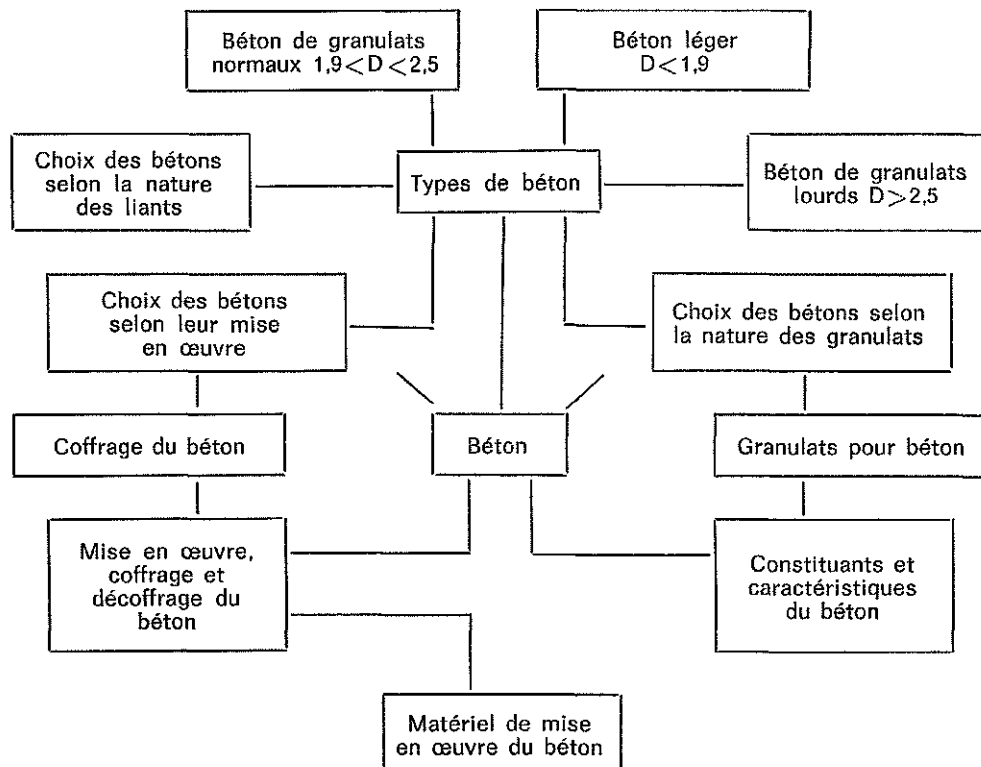 Béton de granulats
normaux 1,9<D<2,5
Béton léger
D<1,9
Choix des bétons
selon la nature
des liants
Types de béton
Béton de granulats
lourds D>2,5
Choix des bétons
selon leur mise
en œuvre
Choix des bétons selon
la nature des granulats
Coffrage du béton
Béton
Granulats pour béton
Mise en œuvre,
coffrage et
décoffrage du
béton
Constituants et
caractéristiques
du béton
Matériel de mise
en œuvre du béton